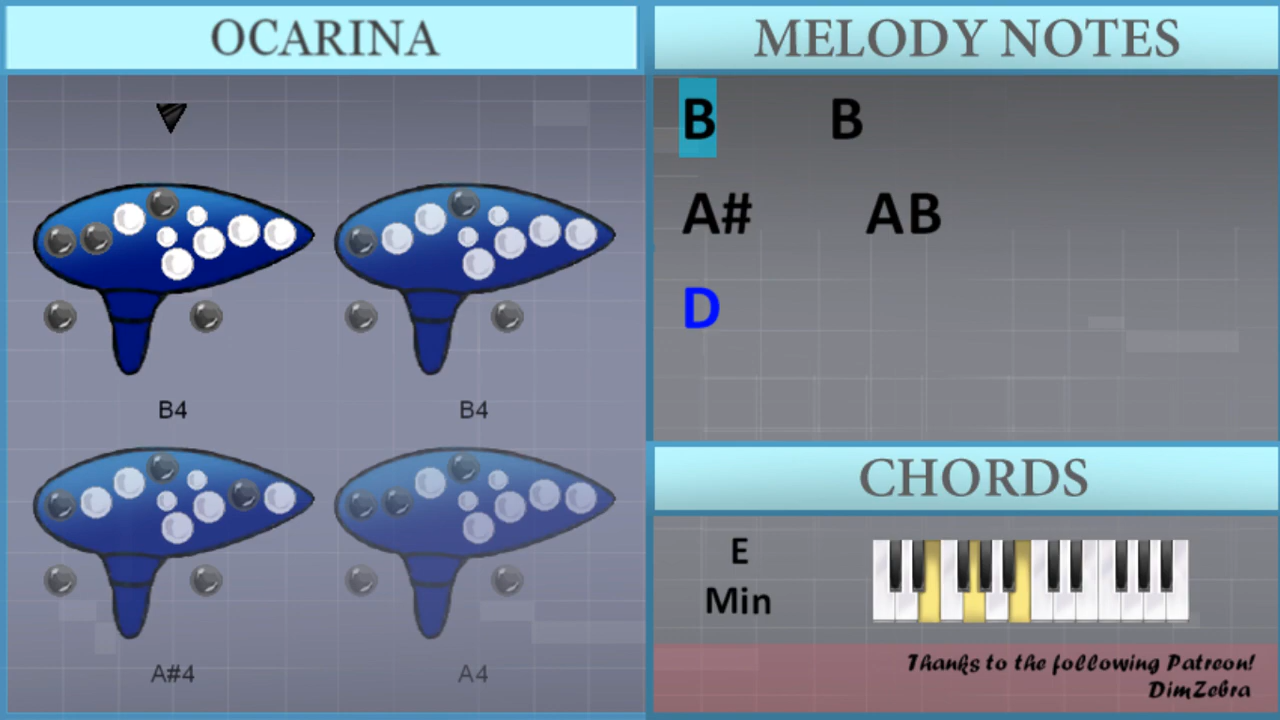 OCARINA
B4 B4
A#4 A4
MELODY NOTES
B B
A# AB
D
CHORDS
E
Min
Thanks to the following Patreon!
DimZebra